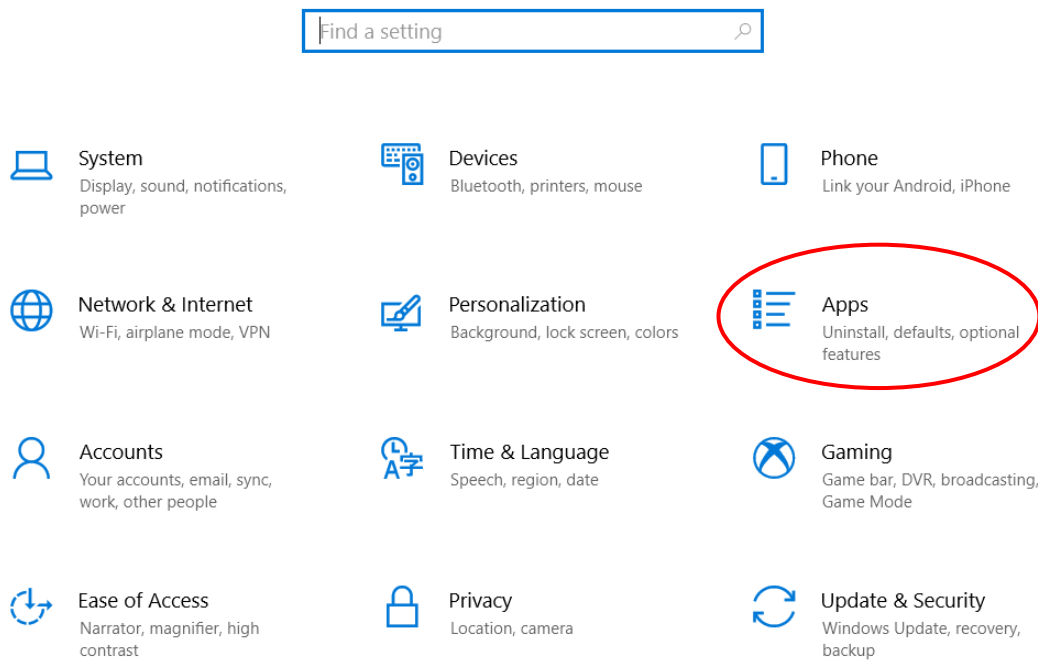 Find a setting
System
Display, sound, notifications,
power
Devices
Bluetooth, printers, mouse
Phone
Link your Android, iPhone
Network & Internet
Wi-Fi, airplane mode, VPN
Personalization
Background, lock screen, colors
Apps
Uninstall, defaults, optional
features
Accounts
Your accounts, email, sync,
work, other people
Time & Language
Speech, region, date
Gaming
Game bar, DVR, broadcasting,
Game Mode
Ease of Access
Narrator, magnifier, high
contrast
Privacy
Location, camera
Update & Security
Windows Update, recovery,
backup